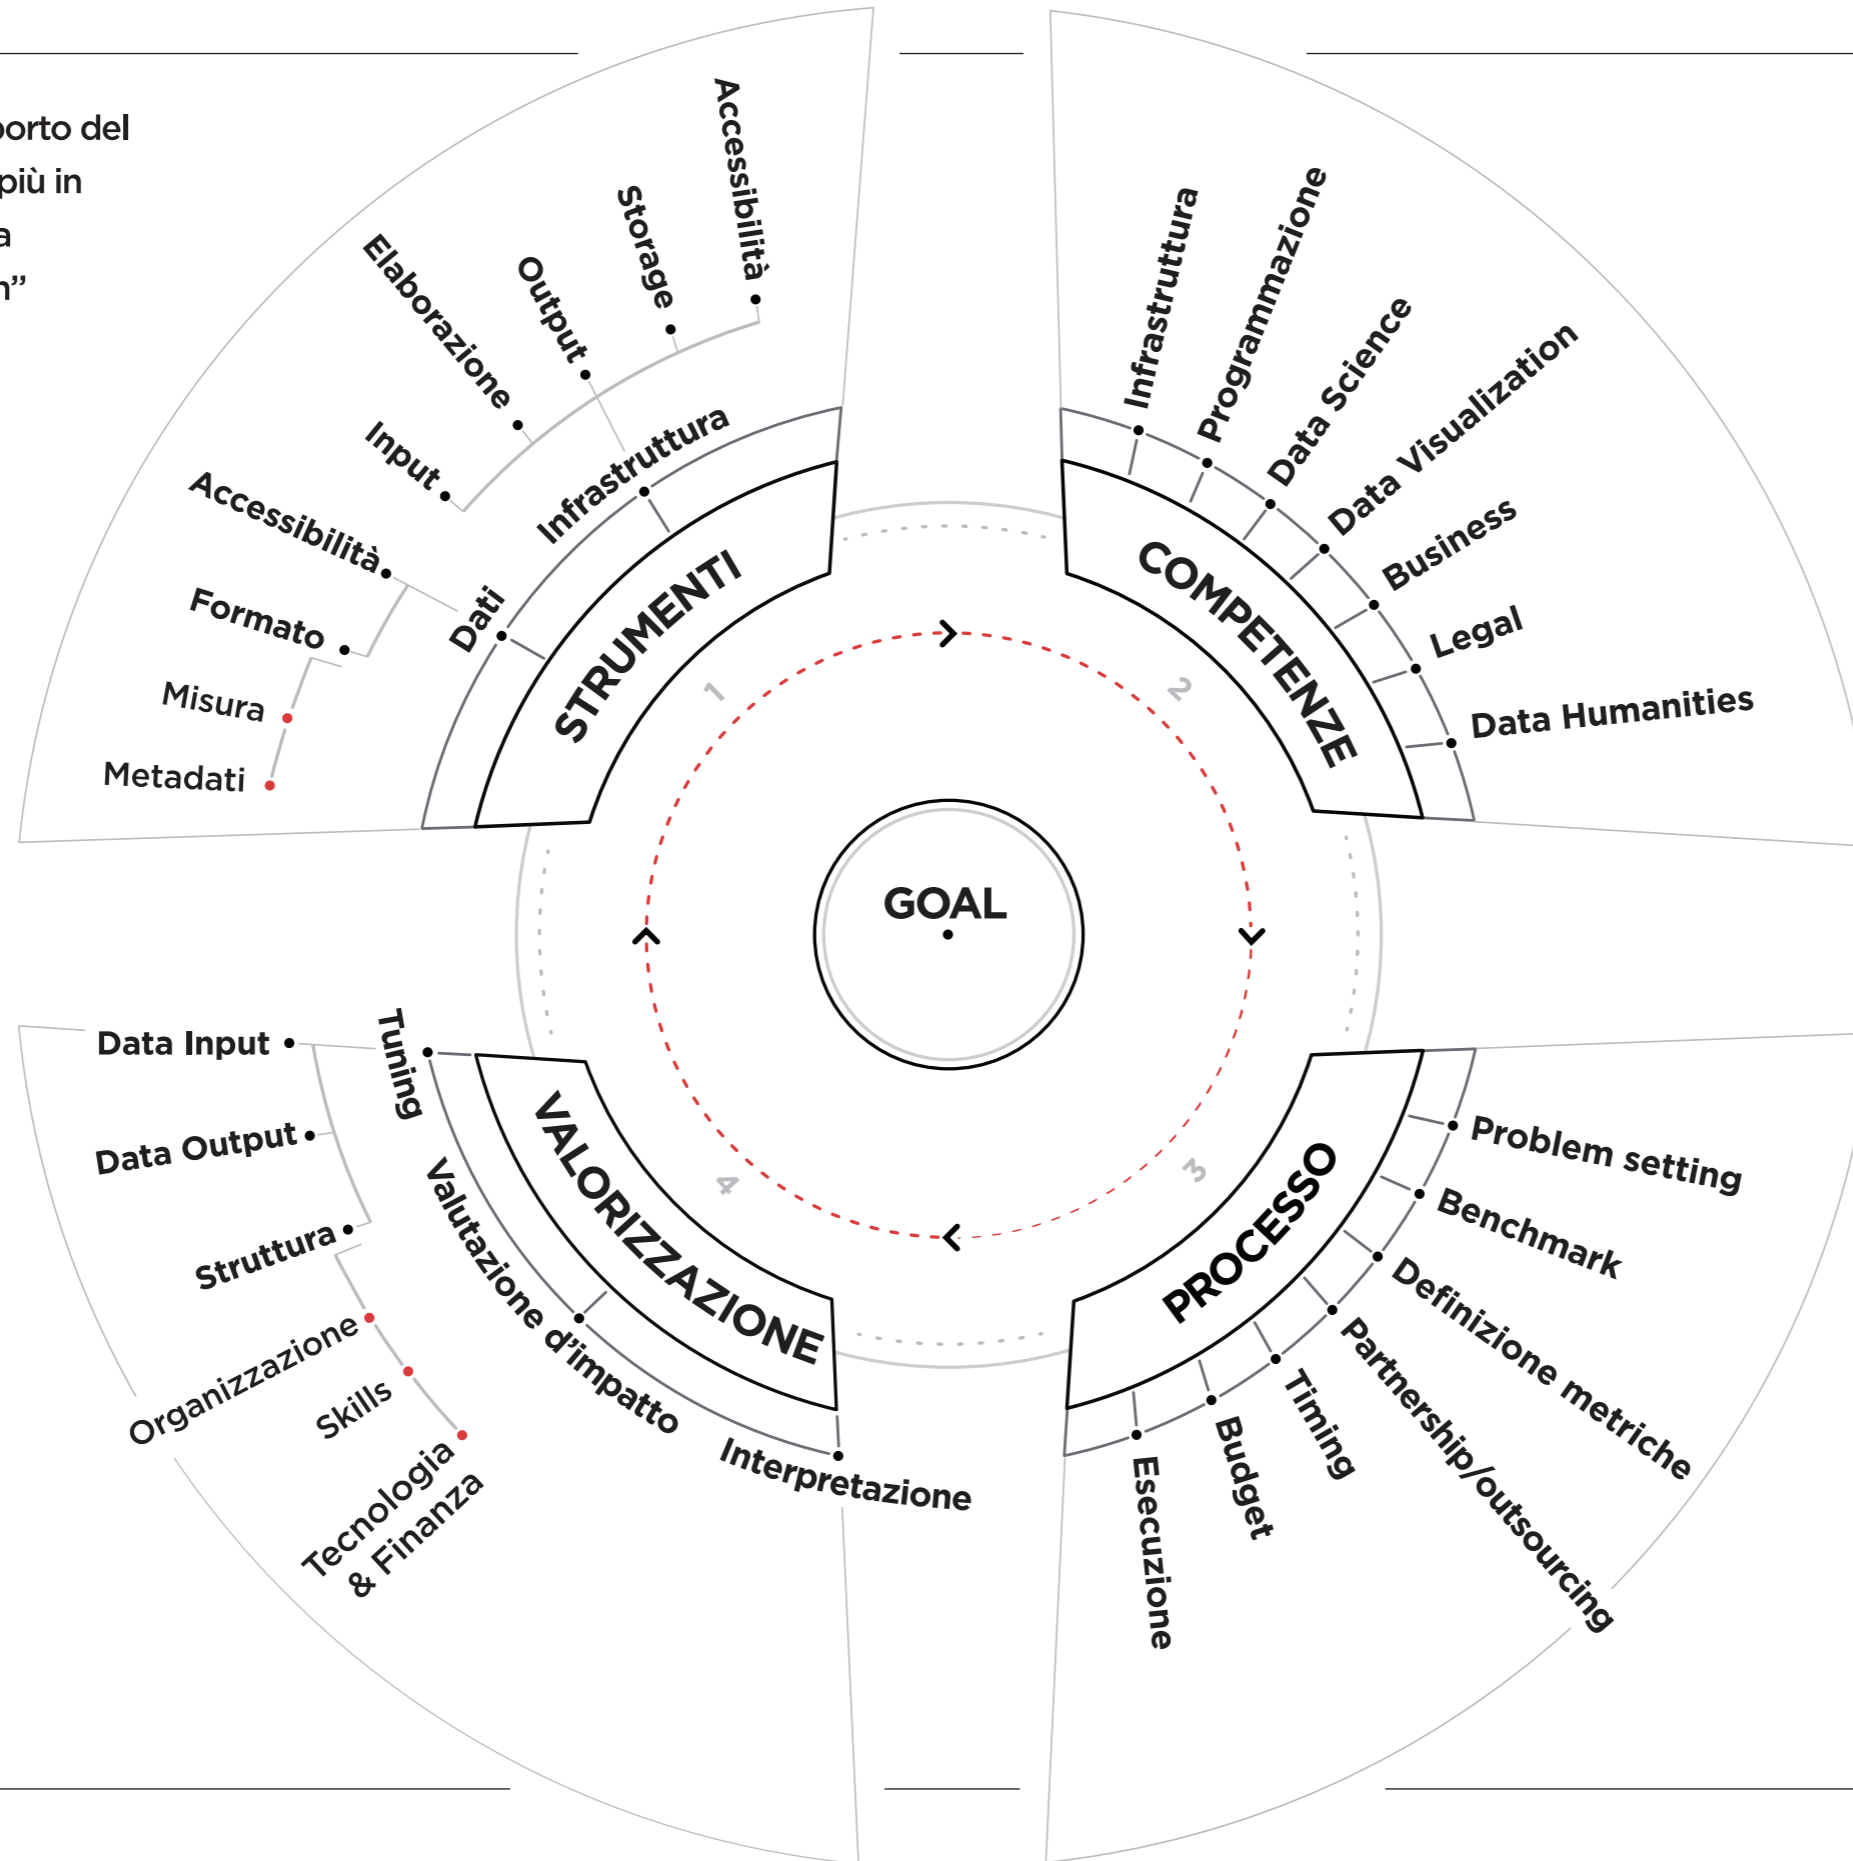 porto del
più in
a
n”
Accessibilità
Storage
Output
Elaborazione
Input
Infrastruttura
Accessibilità
Formato
Misura
Metadati
Dati
STRUMENTI
1
Infrastruttura
Programmazione
Data Science
Data Visualization
Business
Legal
Data Humanities
COMPETENZE
2
GOAL
Problem setting
Benchmark
Definizione metriche
Partnership/outsourcing
Timing
Budget
Esecuzione
PROCESSO
3
VALORIZZAZIONE
4
Tuning
Valutazione d’impatto
Interpretazione
Data Input
Data Output
Struttura
Organizzazione
Skills
Tecnologia
& Finanza